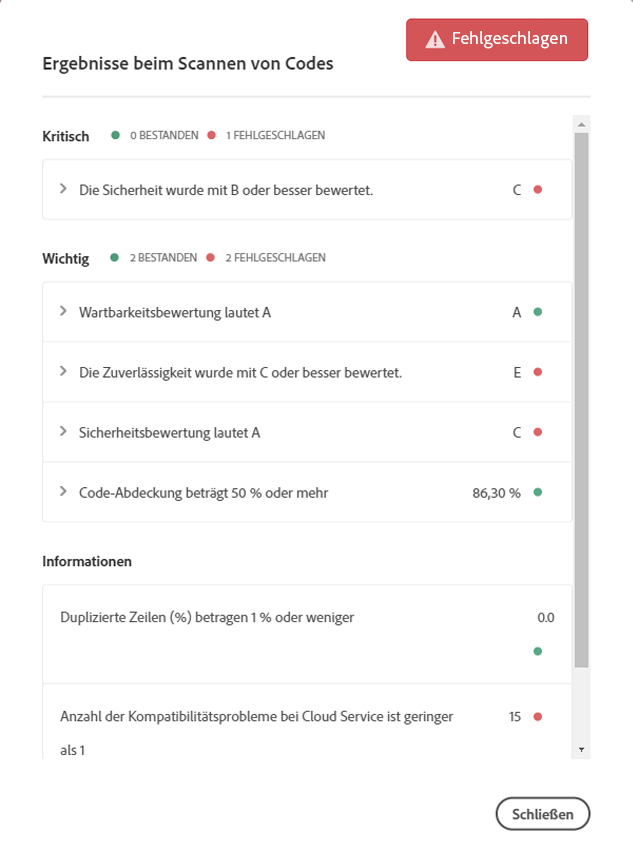 Fehlgeschlagen
Ergebnisse beim Scannen von Codes
Kritisch 0 BESTANDEN 1 FEHLGESCHLAGEN
Die Sicherheit wurde mit B oder besser bewertet. C
Wichtig 2 BESTANDEN 2 FEHLGESCHLAGEN
Wartbarkeitsbewertung lautet A A
Die Zuverlässigkeit wurde mit C oder besser bewertet. E
Sicherheitsbewertung lautet A C
Code-Abdeckung beträgt 50 % oder mehr 86,30 %
Informationen
Duplizierte Zeilen (%) betragen 1 % oder weniger 0.0
Anzahl der Kompatibilitätsprobleme bei Cloud Service ist geringer 15
als 1
Schließen